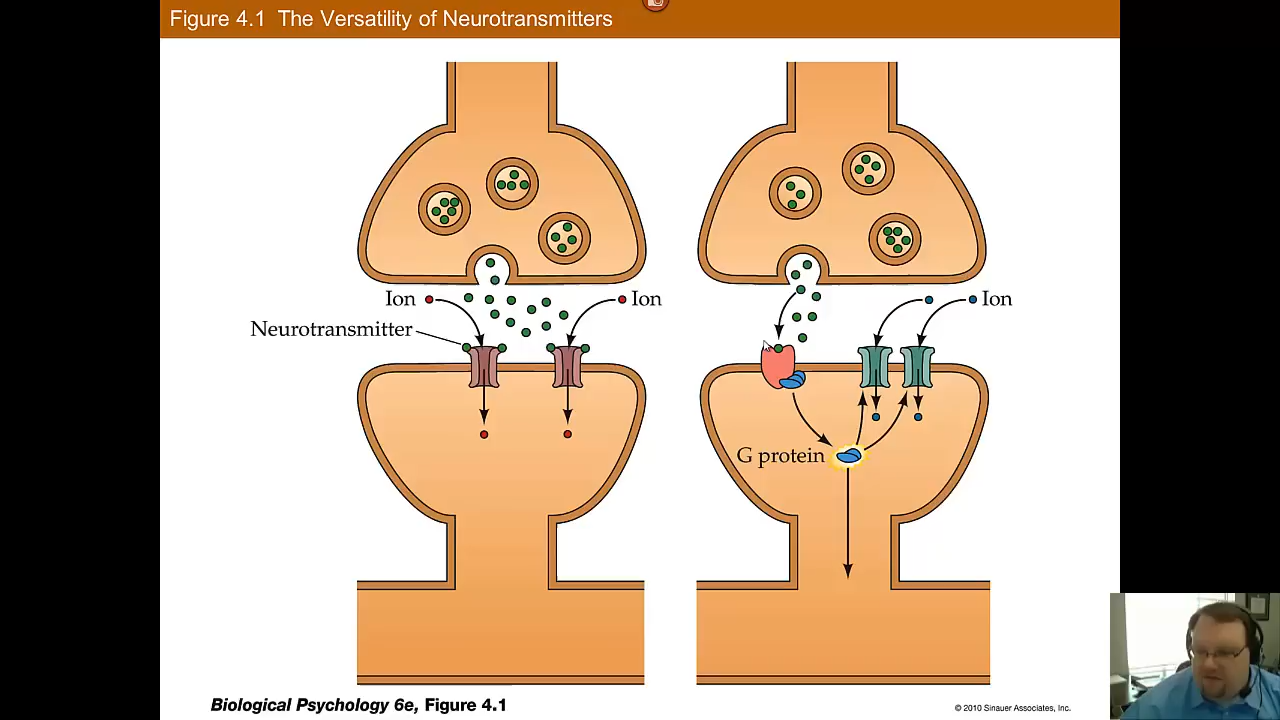 Figure 4.1 The Versatility of Neurotransmitters
Ion
Ion
Neurotransmitter
Ion
G protein
Biological Psychology 6e, Figure 4.1
© 2010 Sinauer Associates, Inc.